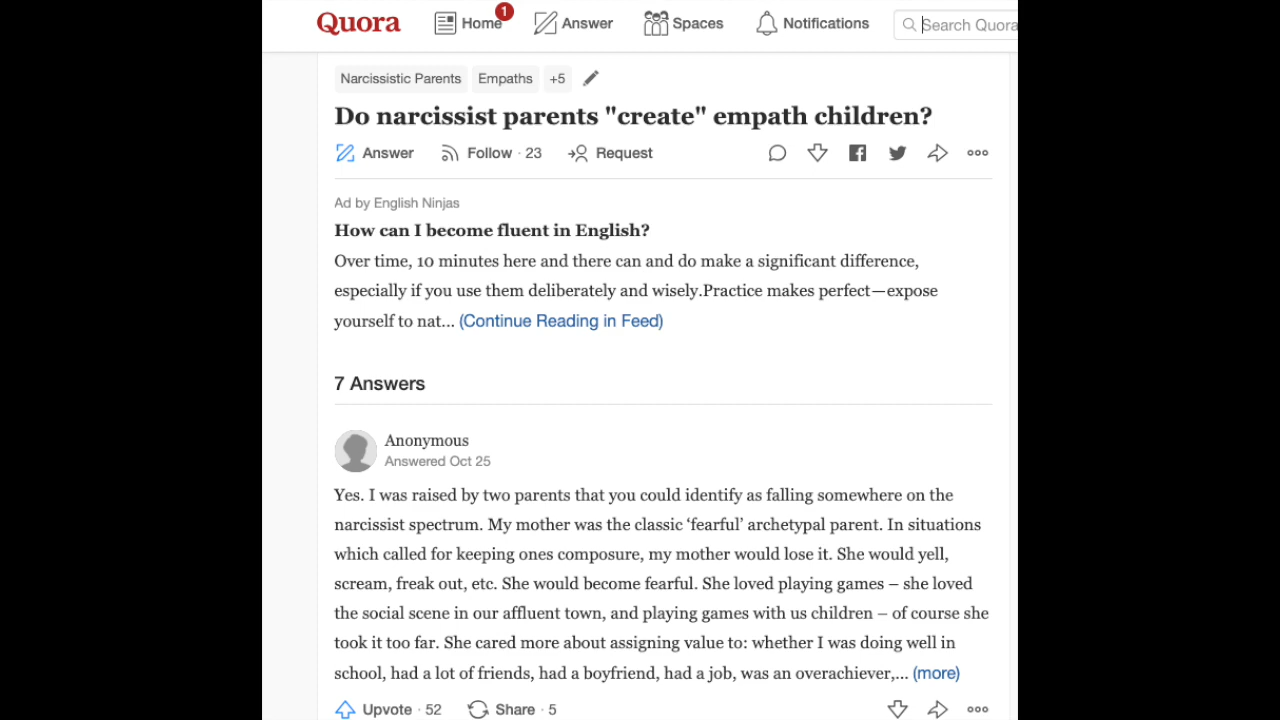 Quora Home 1 Answer Spaces Notifications Search Quora
Narcissistic Parents Empaths +5
Do narcissist parents "create" empath children?
Answer Follow · 23 Request
Ad by English Ninjas
How can I become fluent in English?
Over time, 10 minutes here and there can and do make a significant difference,
especially if you use them deliberately and wisely.Practice makes perfect—expose
yourself to nat... (Continue Reading in Feed)
7 Answers
Anonymous
Answered Oct 25
Yes. I was raised by two parents that you could identify as falling somewhere on the
narcissist spectrum. My mother was the classic ‘fearful’ archetypal parent. In situations
which called for keeping ones composure, my mother would lose it. She would yell,
scream, freak out, etc. She would become fearful. She loved playing games – she loved
the social scene in our affluent town, and playing games with us children – of course she
took it too far. She cared more about assigning value to: whether I was doing well in
school, had a lot of friends, had a boyfriend, had a job, was an overachiever,... (more)
Upvote · 52 Share · 5